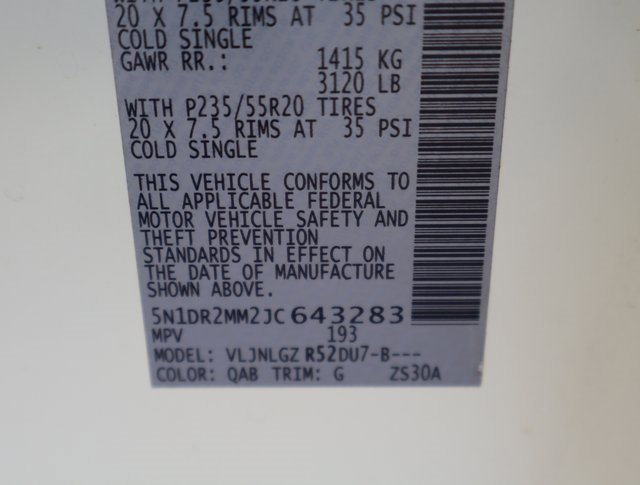 20 X 7.5 RIMS AT 35 PSI
COLD SINGLE
GAWR RR.: 1415 KG
3120 LB
WITH P235/55R20 TIRES
20 X 7.5 RIMS AT 35 PSI
COLD SINGLE
THIS VEHICLE CONFORMS TO
ALL APPLICABLE FEDERAL
MOTOR VEHICLE SAFETY AND
THEFT PREVENTION
STANDARDS IN EFFECT ON
THE DATE OF MANUFACTURE
SHOWN ABOVE.
5N1DR2MM2JC643283
MPV 193
MODEL: VLJNLGZ R52DU7-B---
COLOR: QAB TRIM: G ZS30A